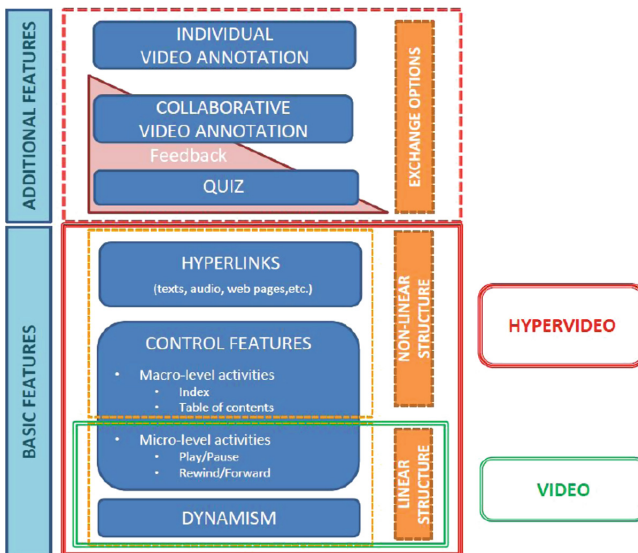 ADDITIONAL FEATURES
INDIVIDUAL
VIDEO ANNOTATION
COLLABORATIVE
VIDEO ANNOTATION
Feedback
QUIZ
EXCHANGE OPTIONS
BASIC FEATURES
HYPERLINKS
(texts, audio, web pages,etc.)
CONTROL FEATURES
• Macro-level activities
• Index
• Table of contents
• Micro-level activities
• Play/Pause
• Rewind/Forward
DYNAMISM
NON-LINEAR
STRUCTURE
LINEAR
STRUCTURE
HYPERVIDEO
VIDEO